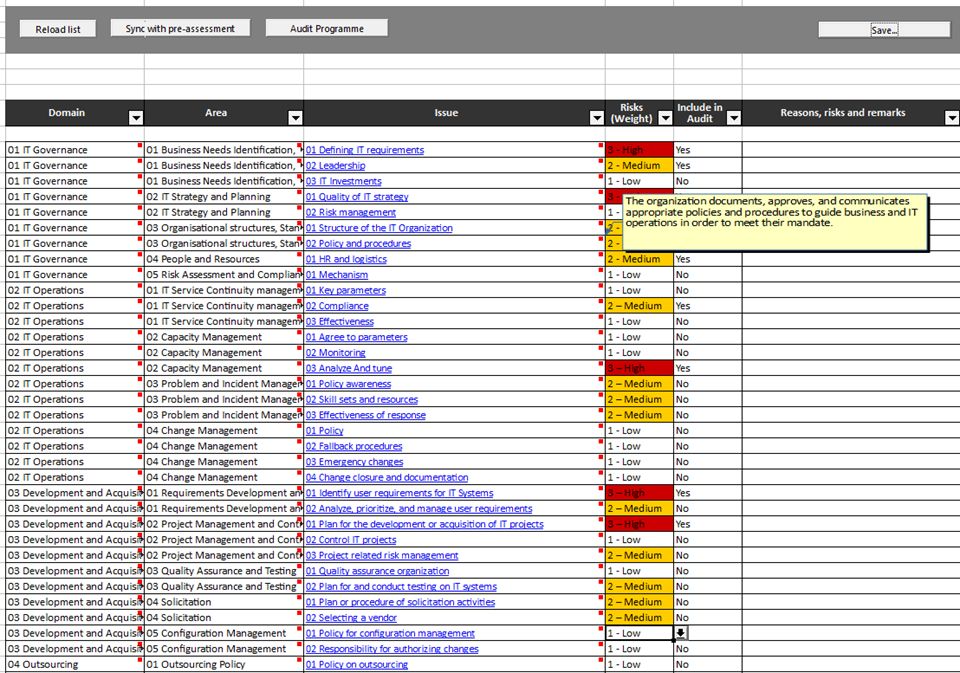 Reload list Sync with pre-assessment Audit Programme Save...
Domain Area Issue Risks (Weight) Include in Audit Reasons, risks and remarks
01 IT Governance 01 Business Needs Identification, 01 Defining IT requirements 3 - High Yes
01 IT Governance 01 Business Needs Identification, 02 Leadership 2 - Medium Yes
01 IT Governance 01 Business Needs Identification, 03 IT Investments 1 - Low No
01 IT Governance 02 IT Strategy and Planning 01 Quality of IT strategy 3 -
The organization documents, approves, and communicates
01 IT Governance 02 IT Strategy and Planning 02 Risk management 1 -
appropriate policies and procedures to guide business and IT
operations in order to meet their mandate.
01 IT Governance 03 Organisational structures, Stan 01 Structure of the IT Organization 2 -
01 IT Governance 03 Organisational structures, Stan 02 Policy and procedures 2 -
01 IT Governance 04 People and Resources 01 HR and logistics 2 - Medium Yes
01 IT Governance 05 Risk Assessment and Complian 01 Mechanism 1 - Low No
02 IT Operations 01 IT Service Continuity managem 01 Key parameters 1 - Low No
02 IT Operations 01 IT Service Continuity managem 02 Compliance 2 – Medium Yes
02 IT Operations 01 IT Service Continuity managem 03 Effectiveness 1 - Low No
02 IT Operations 02 Capacity Management 01 Agree to parameters 1 - Low No
02 IT Operations 02 Capacity Management 02 Monitoring 1 - Low No
02 IT Operations 02 Capacity Management 03 Analyze And tune 3 – High Yes
02 IT Operations 03 Problem and Incident Manager 01 Policy awareness 2 – Medium No
02 IT Operations 03 Problem and Incident Manager 02 Skill sets and resources 2 – Medium No
02 IT Operations 03 Problem and Incident Manager 03 Effectiveness of response 2 – Medium No
02 IT Operations 04 Change Management 01 Policy 1 - Low No
02 IT Operations 04 Change Management 02 Fallback procedures 1 - Low No
02 IT Operations 04 Change Management 03 Emergency changes 1 - Low No
02 IT Operations 04 Change Management 04 Change closure and documentation 1 - Low No
03 Development and Acquisit 01 Requirements Development an 01 Identify user requirements for IT Systems 3 – High Yes
03 Development and Acquisit 01 Requirements Development an 02 Analyze, prioritize, and manage user requirements 2 – Medium No
03 Development and Acquisit 02 Project Management and Cont 01 Plan for the development or acquisition of IT projects 3 – High Yes
03 Development and Acquisit 02 Project Management and Cont 02 Control IT projects 1 - Low No
03 Development and Acquisit 02 Project Management and Cont 03 Project related risk management 2 – Medium No
03 Development and Acquisit 03 Quality Assurance and Testing 01 Quality assurance organization 1 - Low No
03 Development and Acquisit 03 Quality Assurance and Testing 02 Plan for and conduct testing on IT systems 2 – Medium No
03 Development and Acquisit 04 Solicitation 01 Plan or procedure of solicitation activities 2 – Medium No
03 Development and Acquisit 04 Solicitation 02 Selecting a vendor 2 – Medium No
03 Development and Acquisit 05 Configuration Management 01 Policy for configuration management 1 - Low
03 Development and Acquisit 05 Configuration Management 02 Responsibility for authorizing changes 1 - Low No
04 Outsourcing 01 Outsourcing Policy 01 Policy on outsourcing 1 - Low No